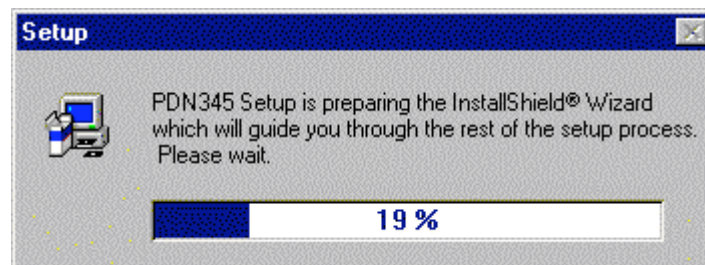 Setup
PDN345 Setup is preparing the InstallShield® Wizard
which will guide you through the rest of the setup process.
Please wait.
19 %